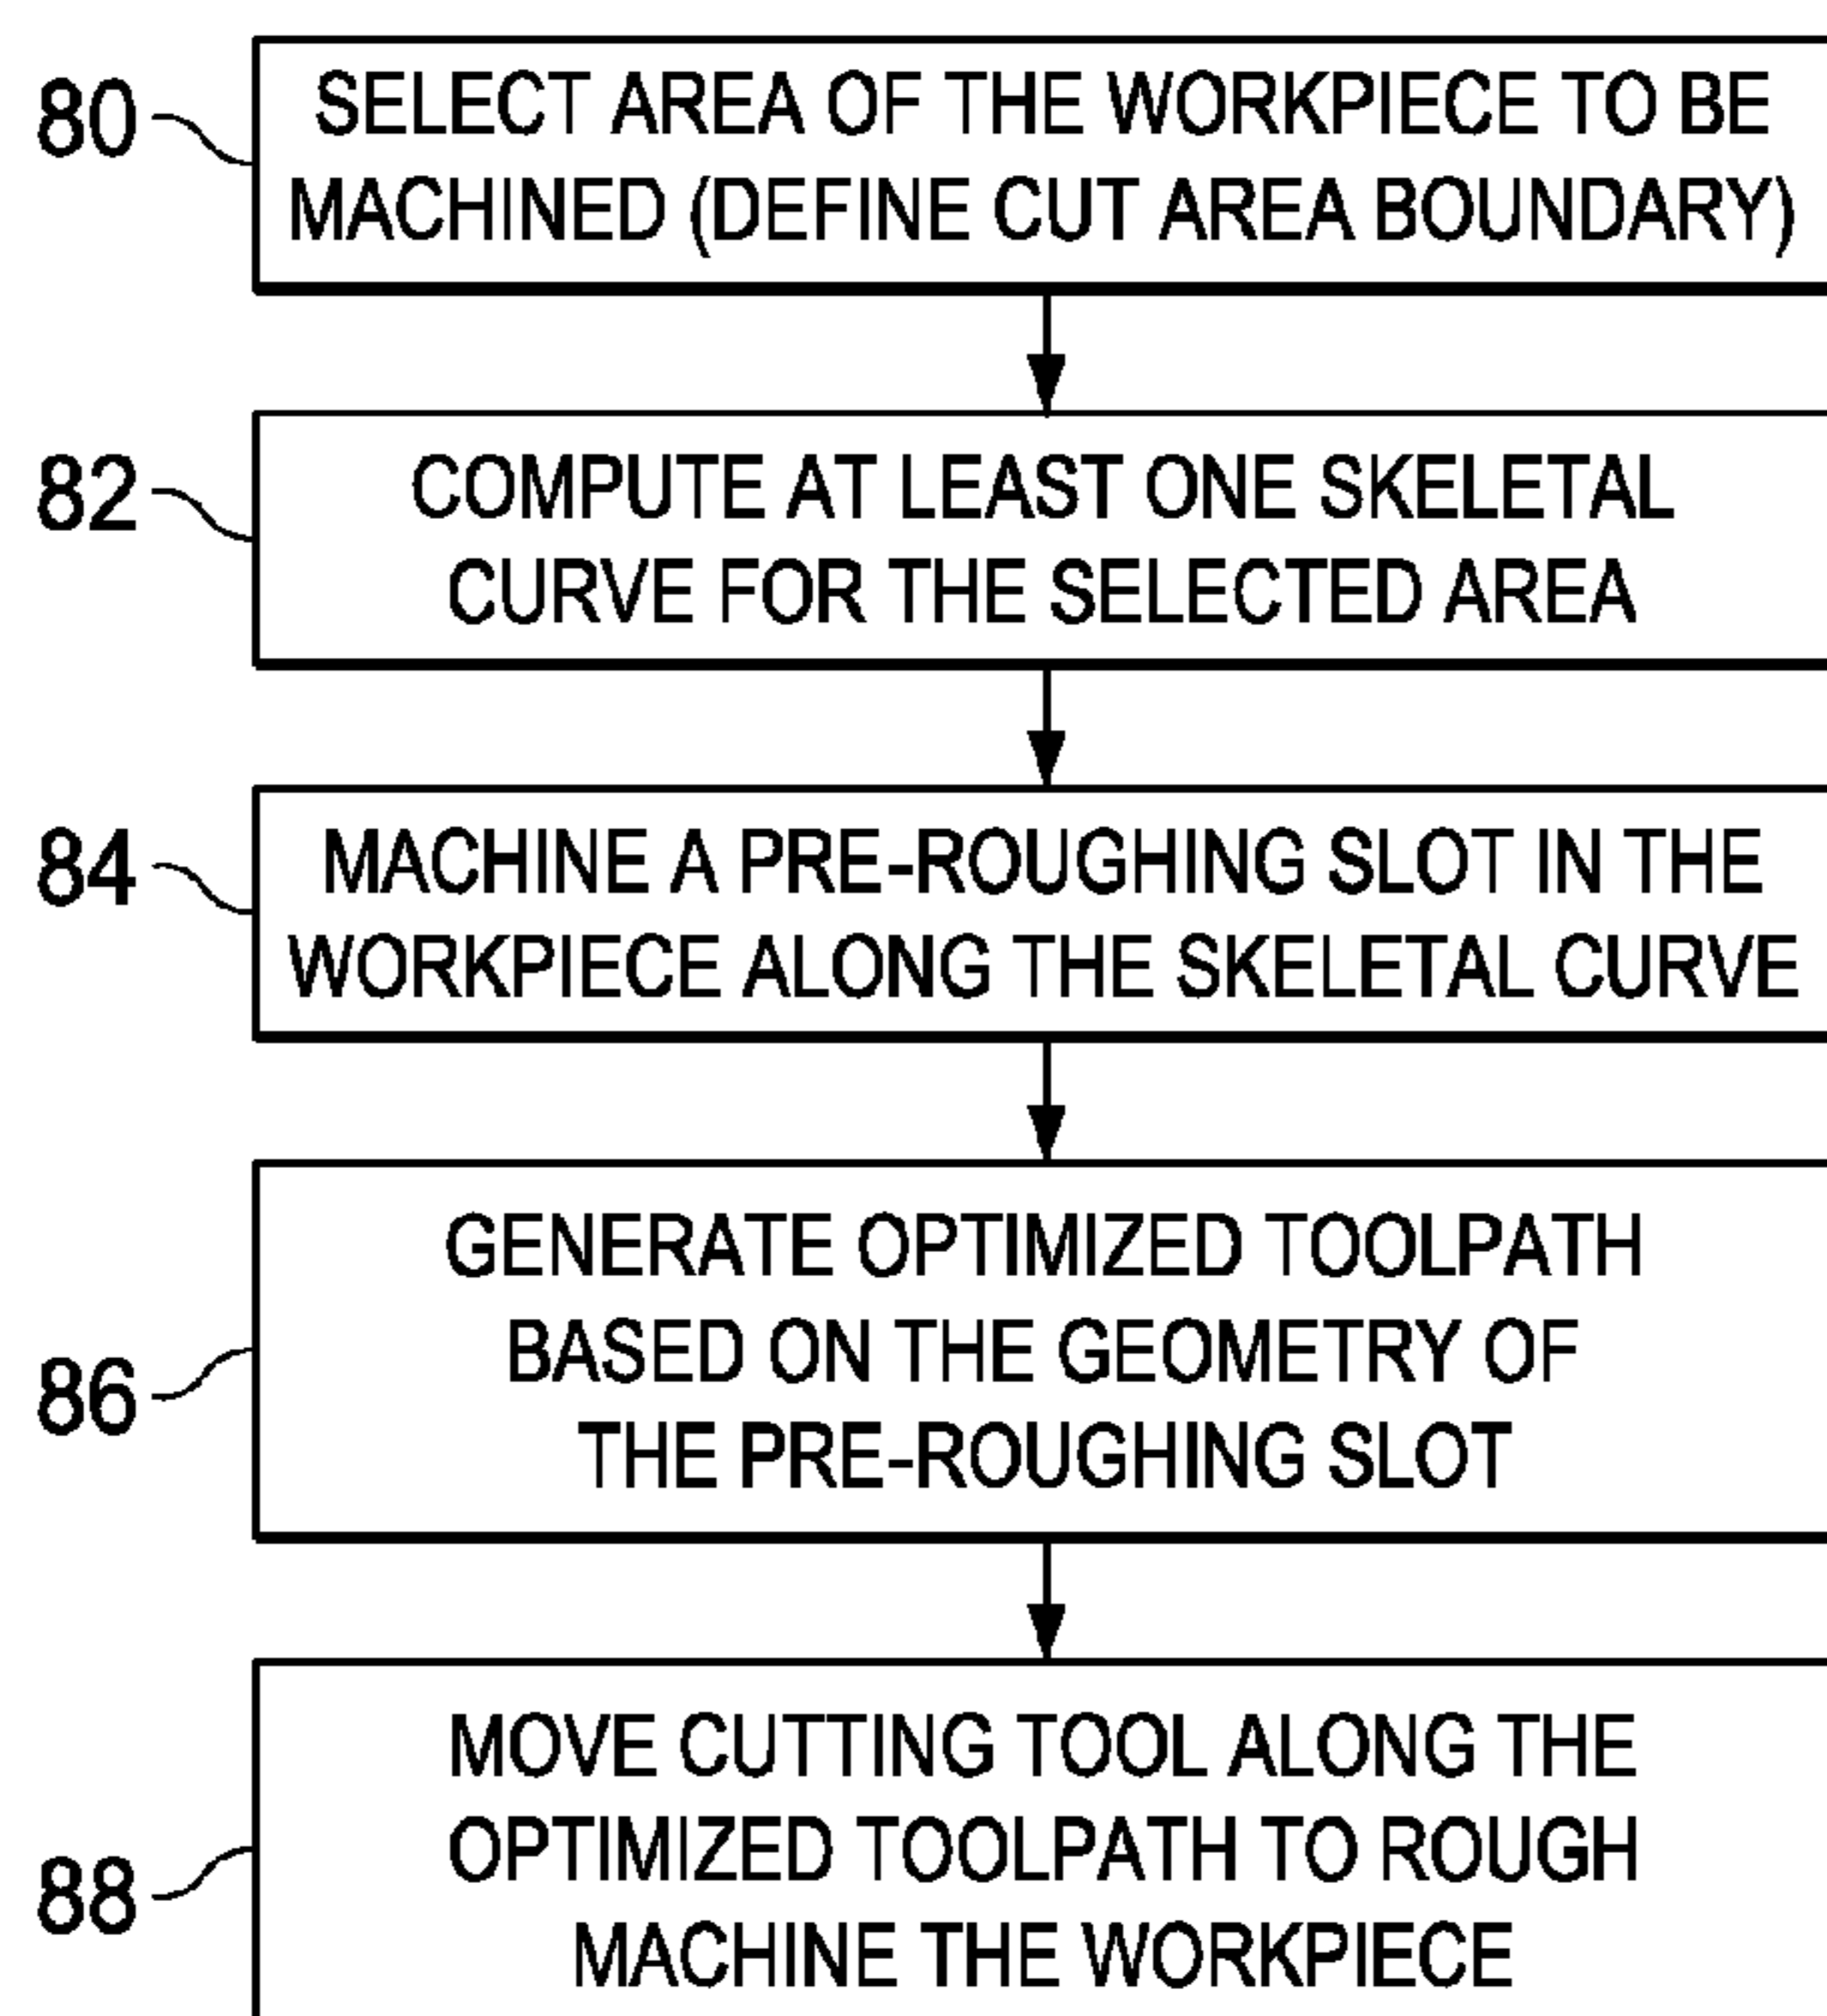 80
SELECT AREA OF THE WORKPIECE TO BE
MACHINED (DEFINE CUT AREA BOUNDARY)
82
COMPUTE AT LEAST ONE SKELETAL
CURVE FOR THE SELECTED AREA
84
MACHINE A PRE-ROUGHING SLOT IN THE
WORKPIECE ALONG THE SKELETAL CURVE
86
GENERATE OPTIMIZED TOOLPATH
BASED ON THE GEOMETRY OF
THE PRE-ROUGHING SLOT
88
MOVE CUTTING TOOL ALONG THE
OPTIMIZED TOOLPATH TO ROUGH
MACHINE THE WORKPIECE